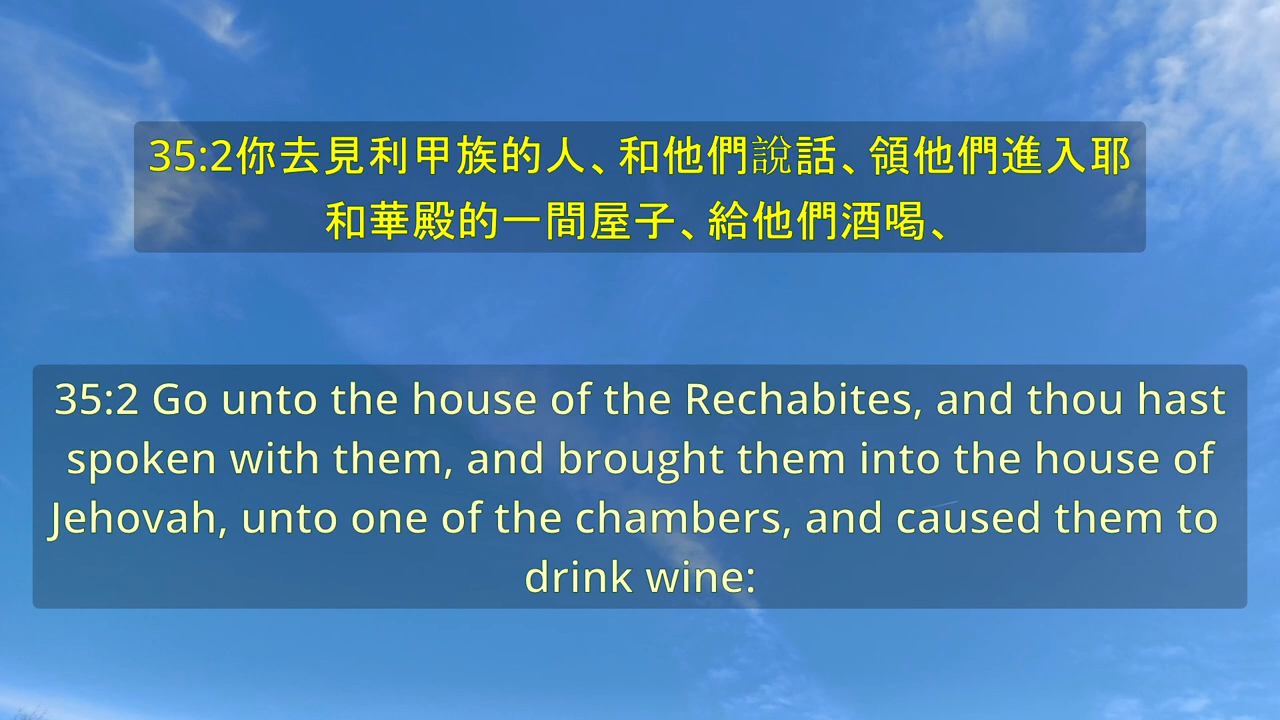 35:2你去見利甲族的人、和他們說話、領他們進入耶
和華殿的一間屋子、給他們酒喝、
35:2 Go unto the house of the Rechabites, and thou hast
spoken with them, and brought them into the house of
Jehovah, unto one of the chambers, and caused them to
drink wine: